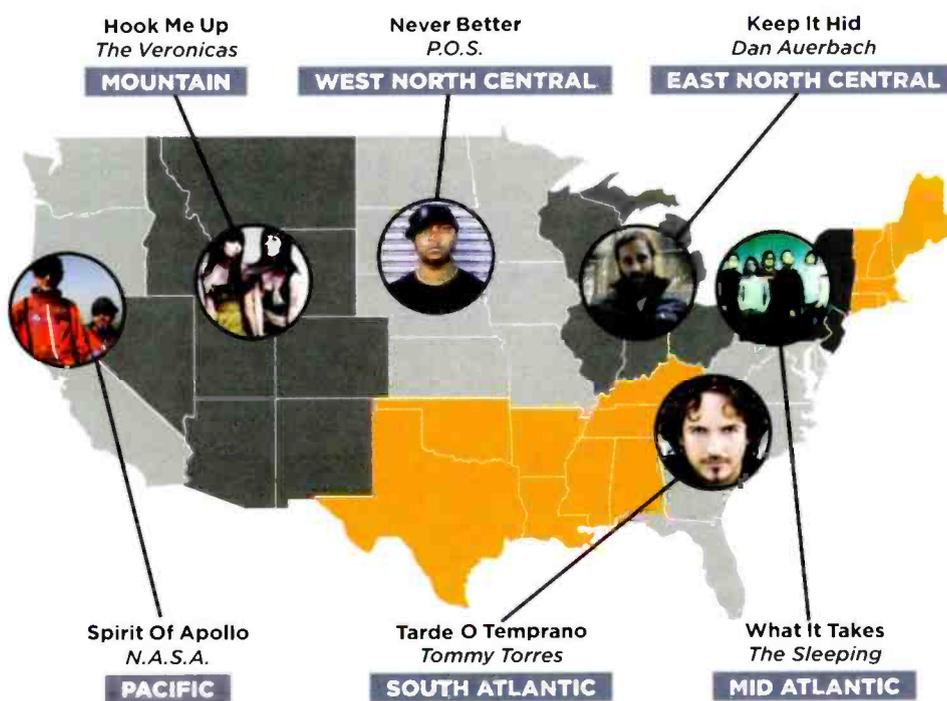 Hook Me Up
The Veronicas
MOUNTAIN
Never Better
P.O.S.
WEST NORTH CENTRAL
Keep It Hid
Dan Auerbach
EAST NORTH CENTRAL
Spirit Of Apollo
N.A.S.A.
PACIFIC
Tarde O Temprano
Tommy Torres
SOUTH ATLANTIC
What It Takes
The Sleeping
MID ATLANTIC